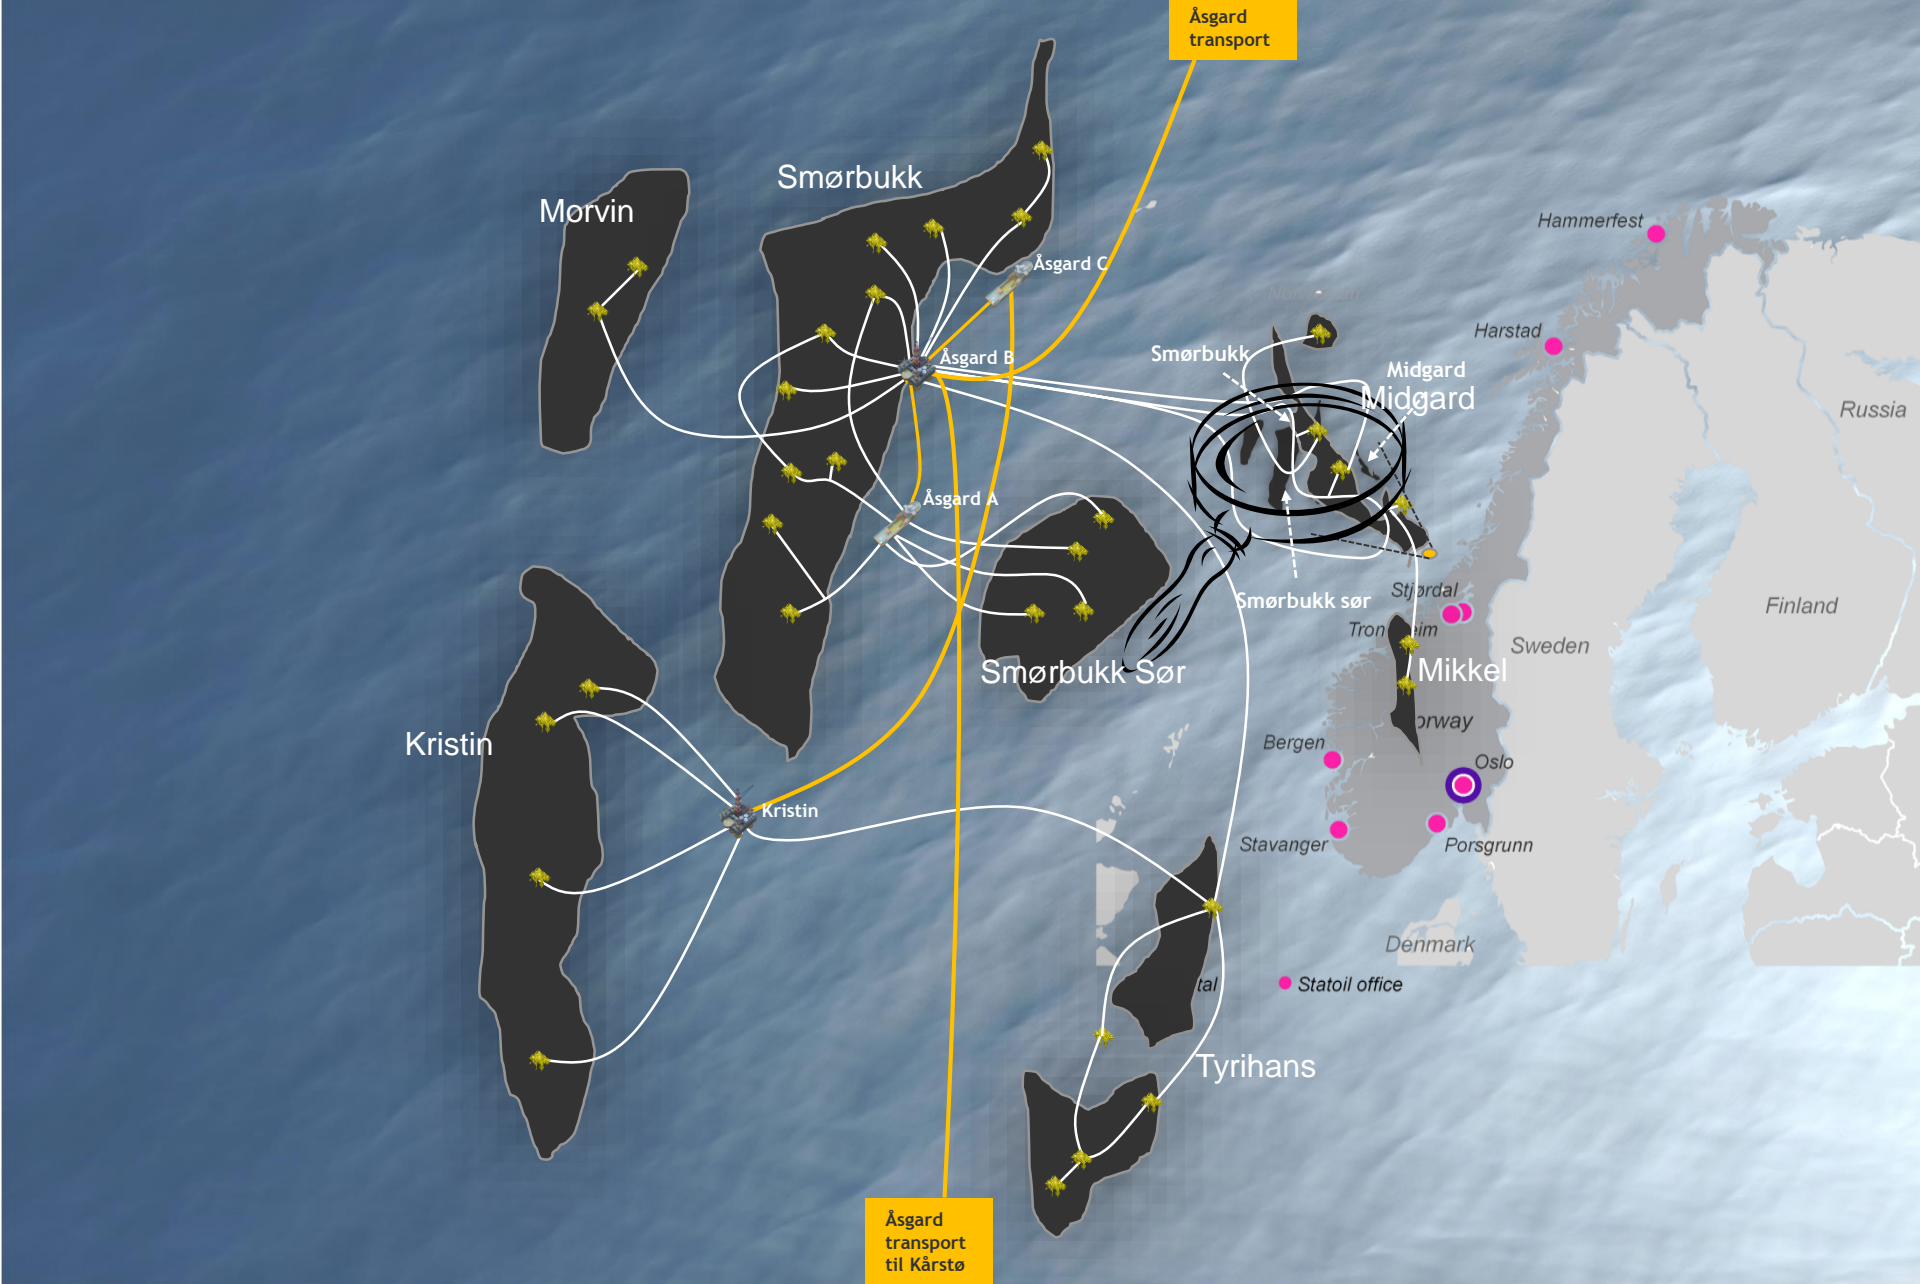 Åsgard
transport
Smørbukk
Morvin
Hammerfest
Åsgard C
Harstad
Smørbukk
Åsgard B
Midgard
Midgard
Russia
Åsgard A
Stjørdal
Smørbukk sør
Finland
Sweden
Smørbukk Sør
Mikkel
Kristin
Bergen
Oslo
Kristin
Stavanger
Porsgrunn
Denmark
Statoil office
Tyrihans
Åsgard
transport
til Kårstø